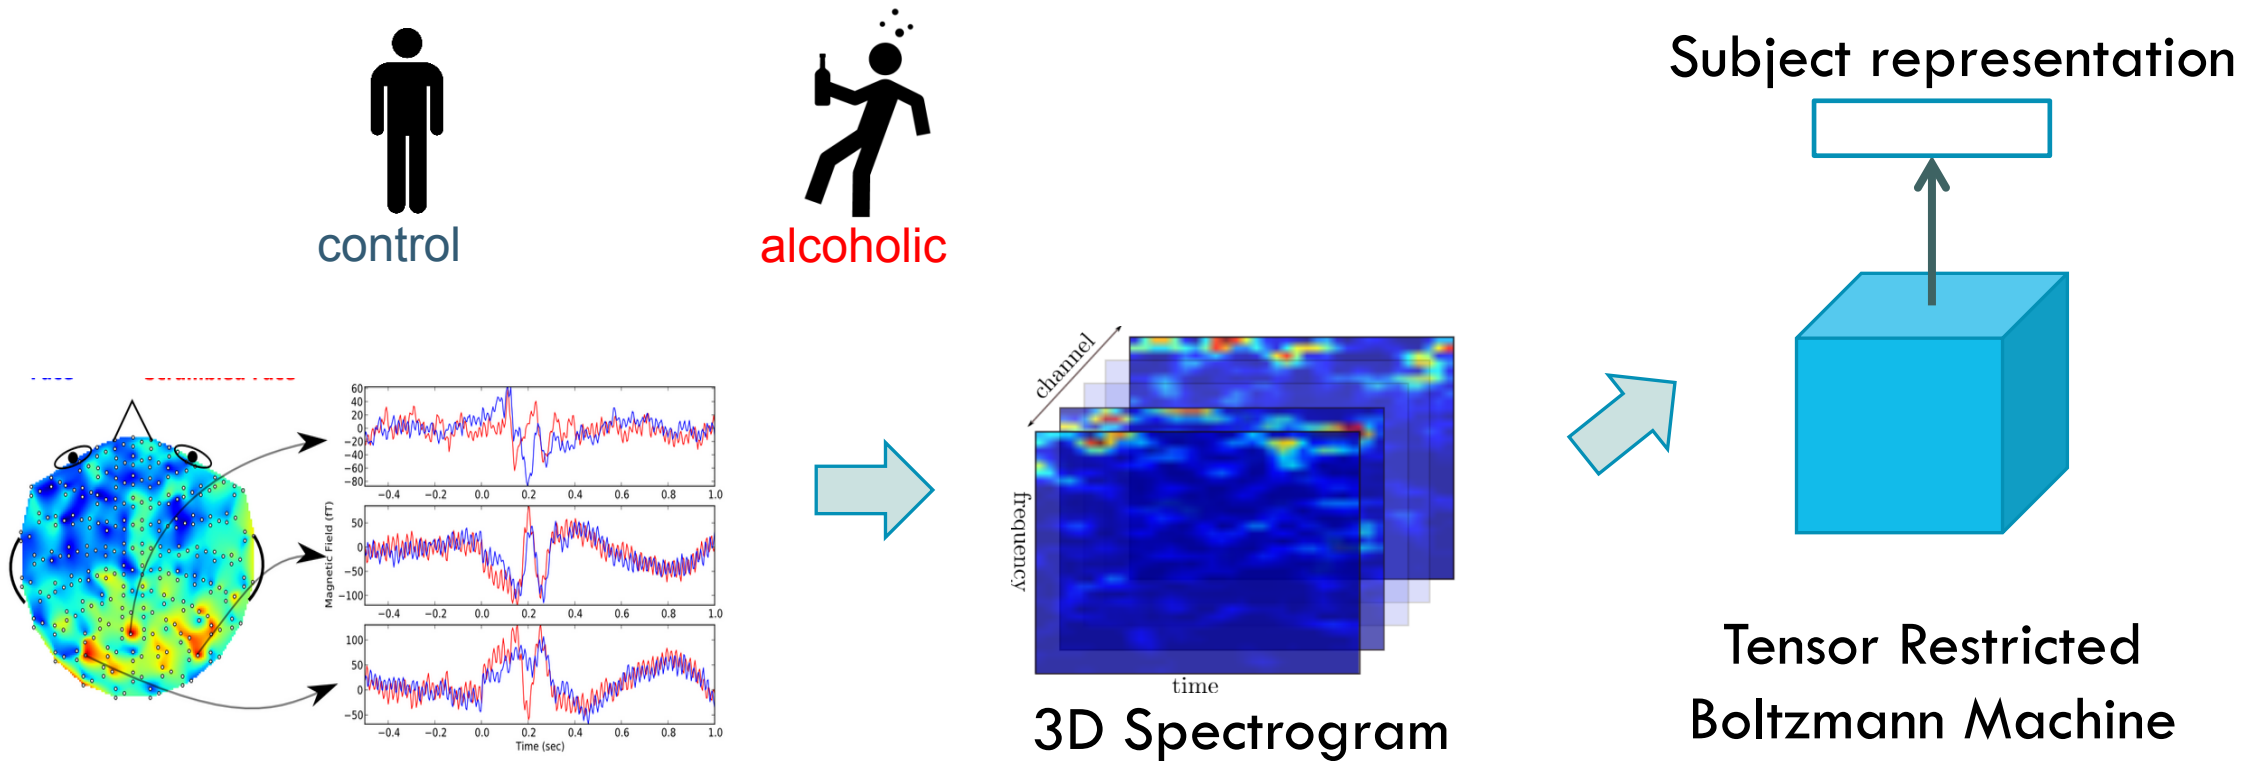 Subject representation
control
alcoholic
channel
frequency
time
3D Spectrogram
Tensor Restricted
Boltzmann Machine
Magnetic Field (fT)
60
40
20
0
−20
−40
−60
−80
−0.4 −0.2 0.0 0.2 0.4 0.6 0.8 1.0
50
0
−50
−100
−0.4 −0.2 0.0 0.2 0.4 0.6 0.8 1.0
100
50
0
−50
−0.4 −0.2 0.0 0.2 0.4 0.6 0.8 1.0
Time (sec)